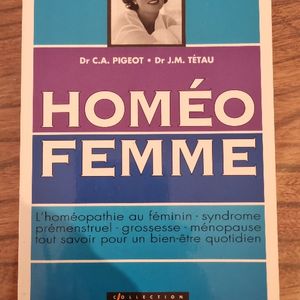 Dr C.A. PIGEOT • Dr J.M. TÉTAU
HOMÉO
FEMME
L'homéopathie au féminin - syndrome
prémenstruel - grossesse - ménopause
tout savoir pour un bien-être quotidien
COLLECTION